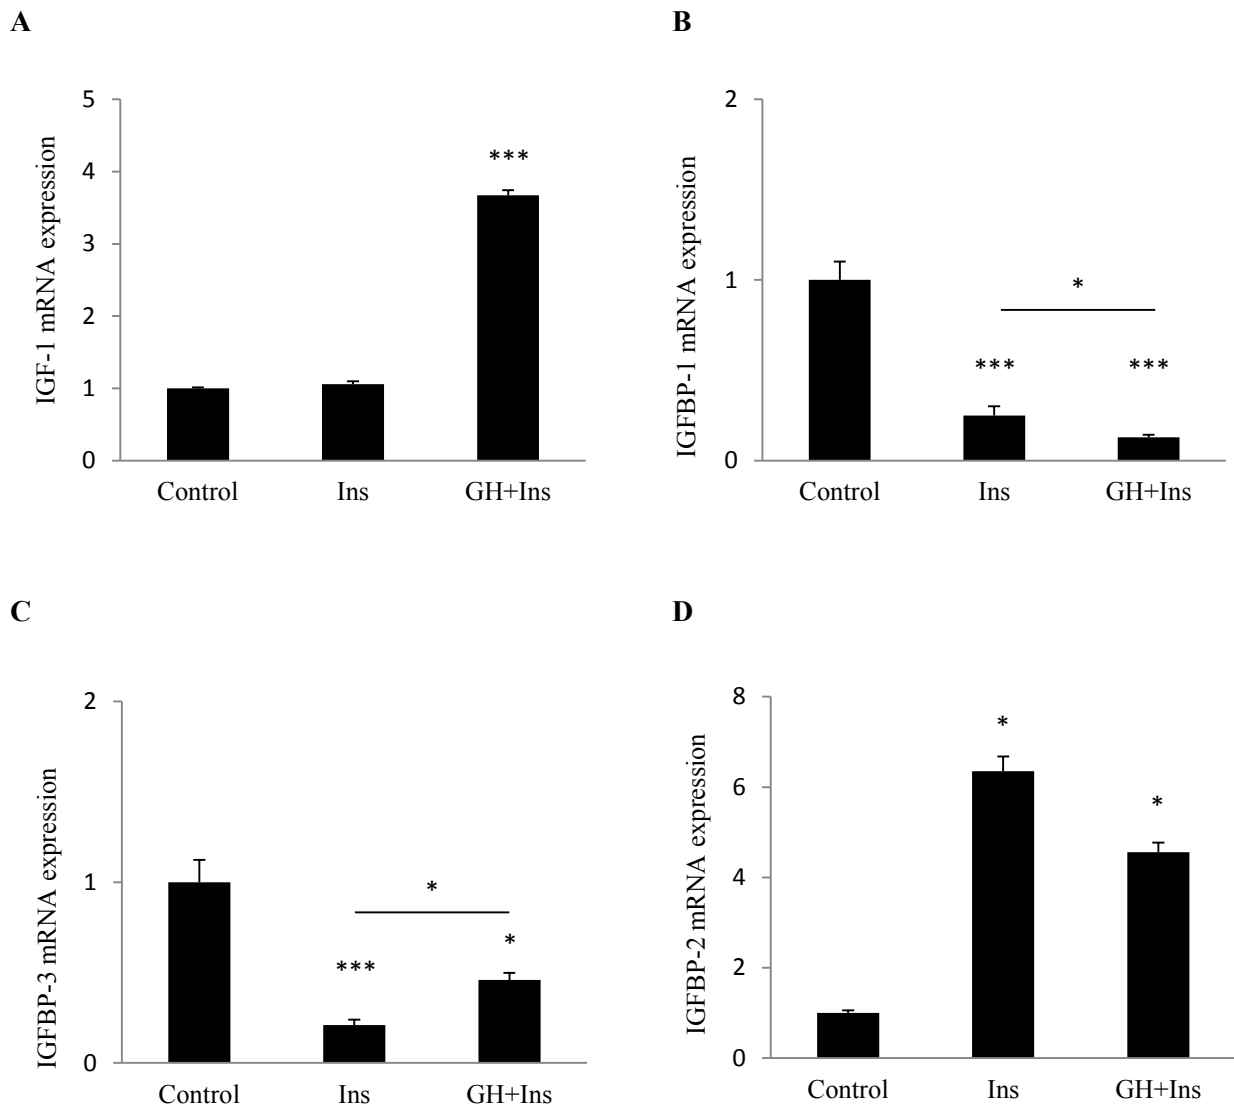 A
IGF-1 mRNA expression
5
4
3
2
1
0
***
Control Ins GH+Ins
B
IGFBP-1 mRNA expression
2
1
0
*
*** ***
Control Ins GH+Ins
C
IGFBP-3 mRNA expression
2
1
0
*
*** *
Control Ins GH+Ins
D
IGFBP-2 mRNA expression
8
6
4
2
0
*
*
Control Ins GH+Ins